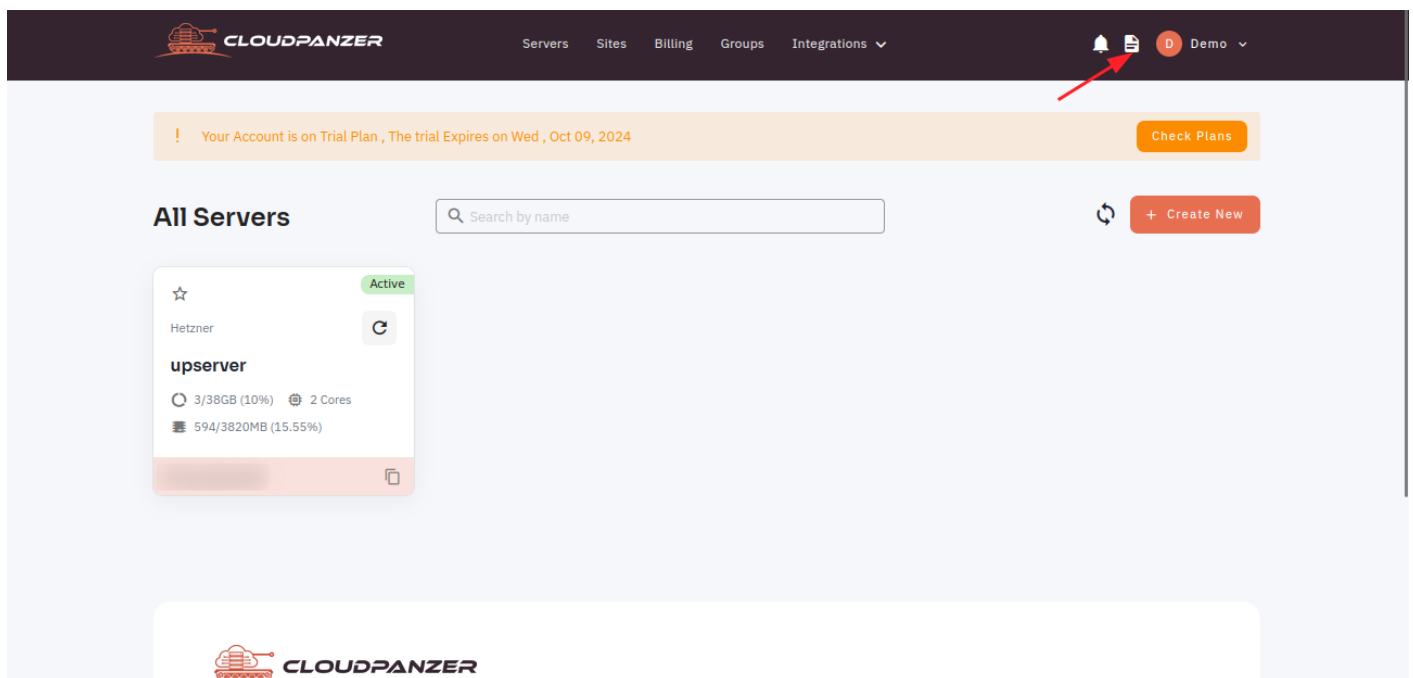 CLOUDPANZER Servers Sites Billing Groups Integrations D Demo
! Your Account is on Trial Plan , The trial Expires on Wed , Oct 09, 2024 Check Plans
All Servers Search by name + Create New
Active
Hetzner
upserver
3/38GB (10%) 2 Cores
594/3820MB (15.55%)
CLOUDPANZER